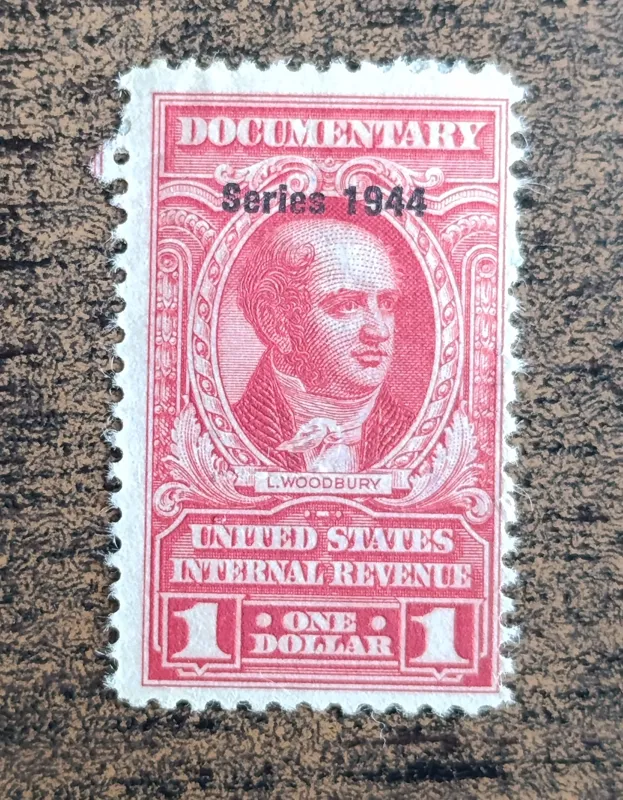 DOCUMENTARY
Series 1944
L. WOODBURY
UNITED STATES
INTERNAL REVENUE
1 • ONE • 1
DOLLAR